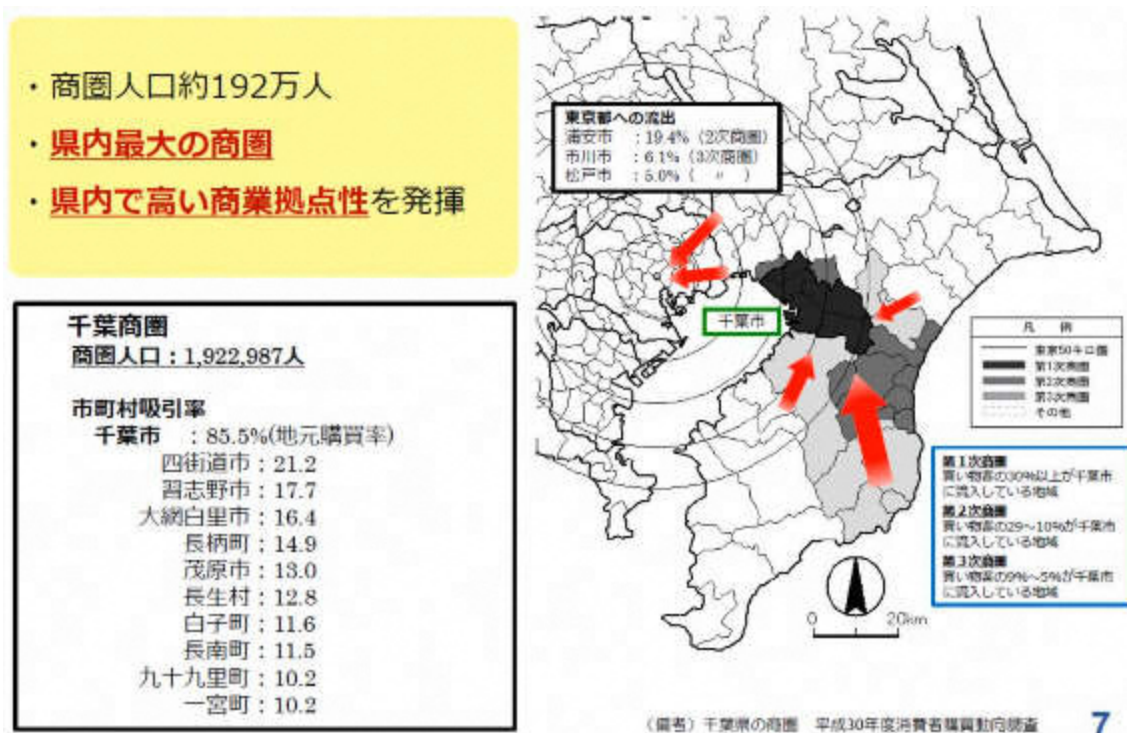 ・商圏人口約192万人
・県内最大の商圏
・県内で高い商業拠点性を発揮
千葉商圏
商圏人口：1,922,987人
市町村吸引率
千葉市　：85.5%(地元購買率)
四街道市：21.2
習志野市：17.7
大網白里市：16.4
長柄町：14.9
茂原市：13.0
長生村：12.8
白子町：11.6
長南町：11.5
九十九里町：10.2
一宮町：10.2
東京都への流出
浦安市　：19.4%（2次商圏）
市川市　：6.1%（3次商圏）
松戸市　：5.0%（　〃　）
千葉市
凡　例
東京50キロ圏
第1次商圏
第2次商圏
第3次商圏
その他
第1次商圏
買い物客の30%以上が千葉市
に流入している地域
第2次商圏
買い物客の29～10%が千葉市
に流入している地域
第3次商圏
買い物客の9%～5%が千葉市
に流入している地域
0　20km
（備考）千葉県の商圏　平成30年度消費者購買動向調査
7